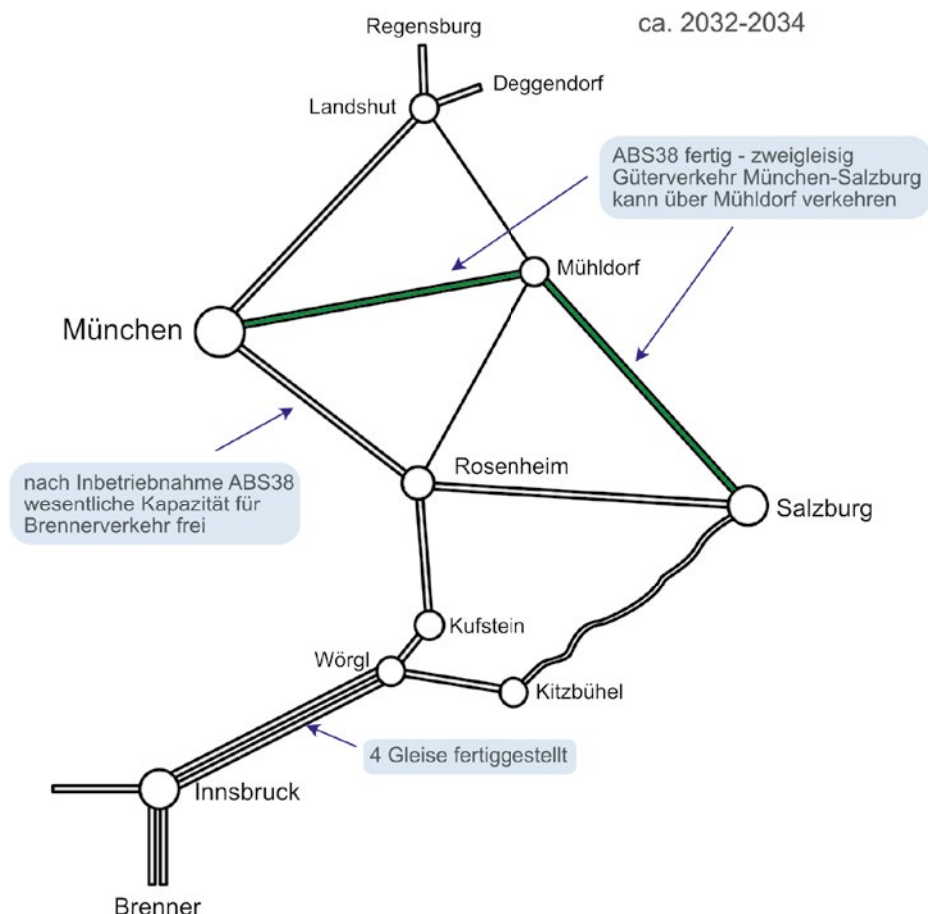 ca. 2032-2034
Regensburg
Deggendorf
Landshut
ABS38 fertig - zweigleisig
Güterverkehr München-Salzburg
kann über Mühldorf verkehren
Mühldorf
München
Rosenheim
nach Inbetriebnahme ABS38
wesentliche Kapazität für
Brennerverkehr frei
Salzburg
Kufstein
Wörgl
Kitzbühel
4 Gleise fertiggestellt
Innsbruck
Brenner